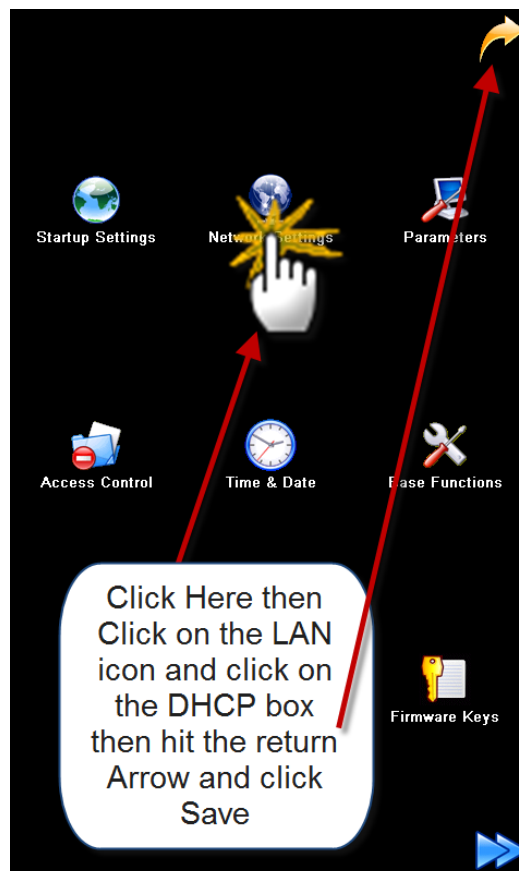 Startup Settings
Network Settings
Parameters
Access Control
Time & Date
Base Functions
Click Here then
Click on the LAN
icon and click on
the DHCP box
then hit the return
Arrow and click
Save
Firmware Keys